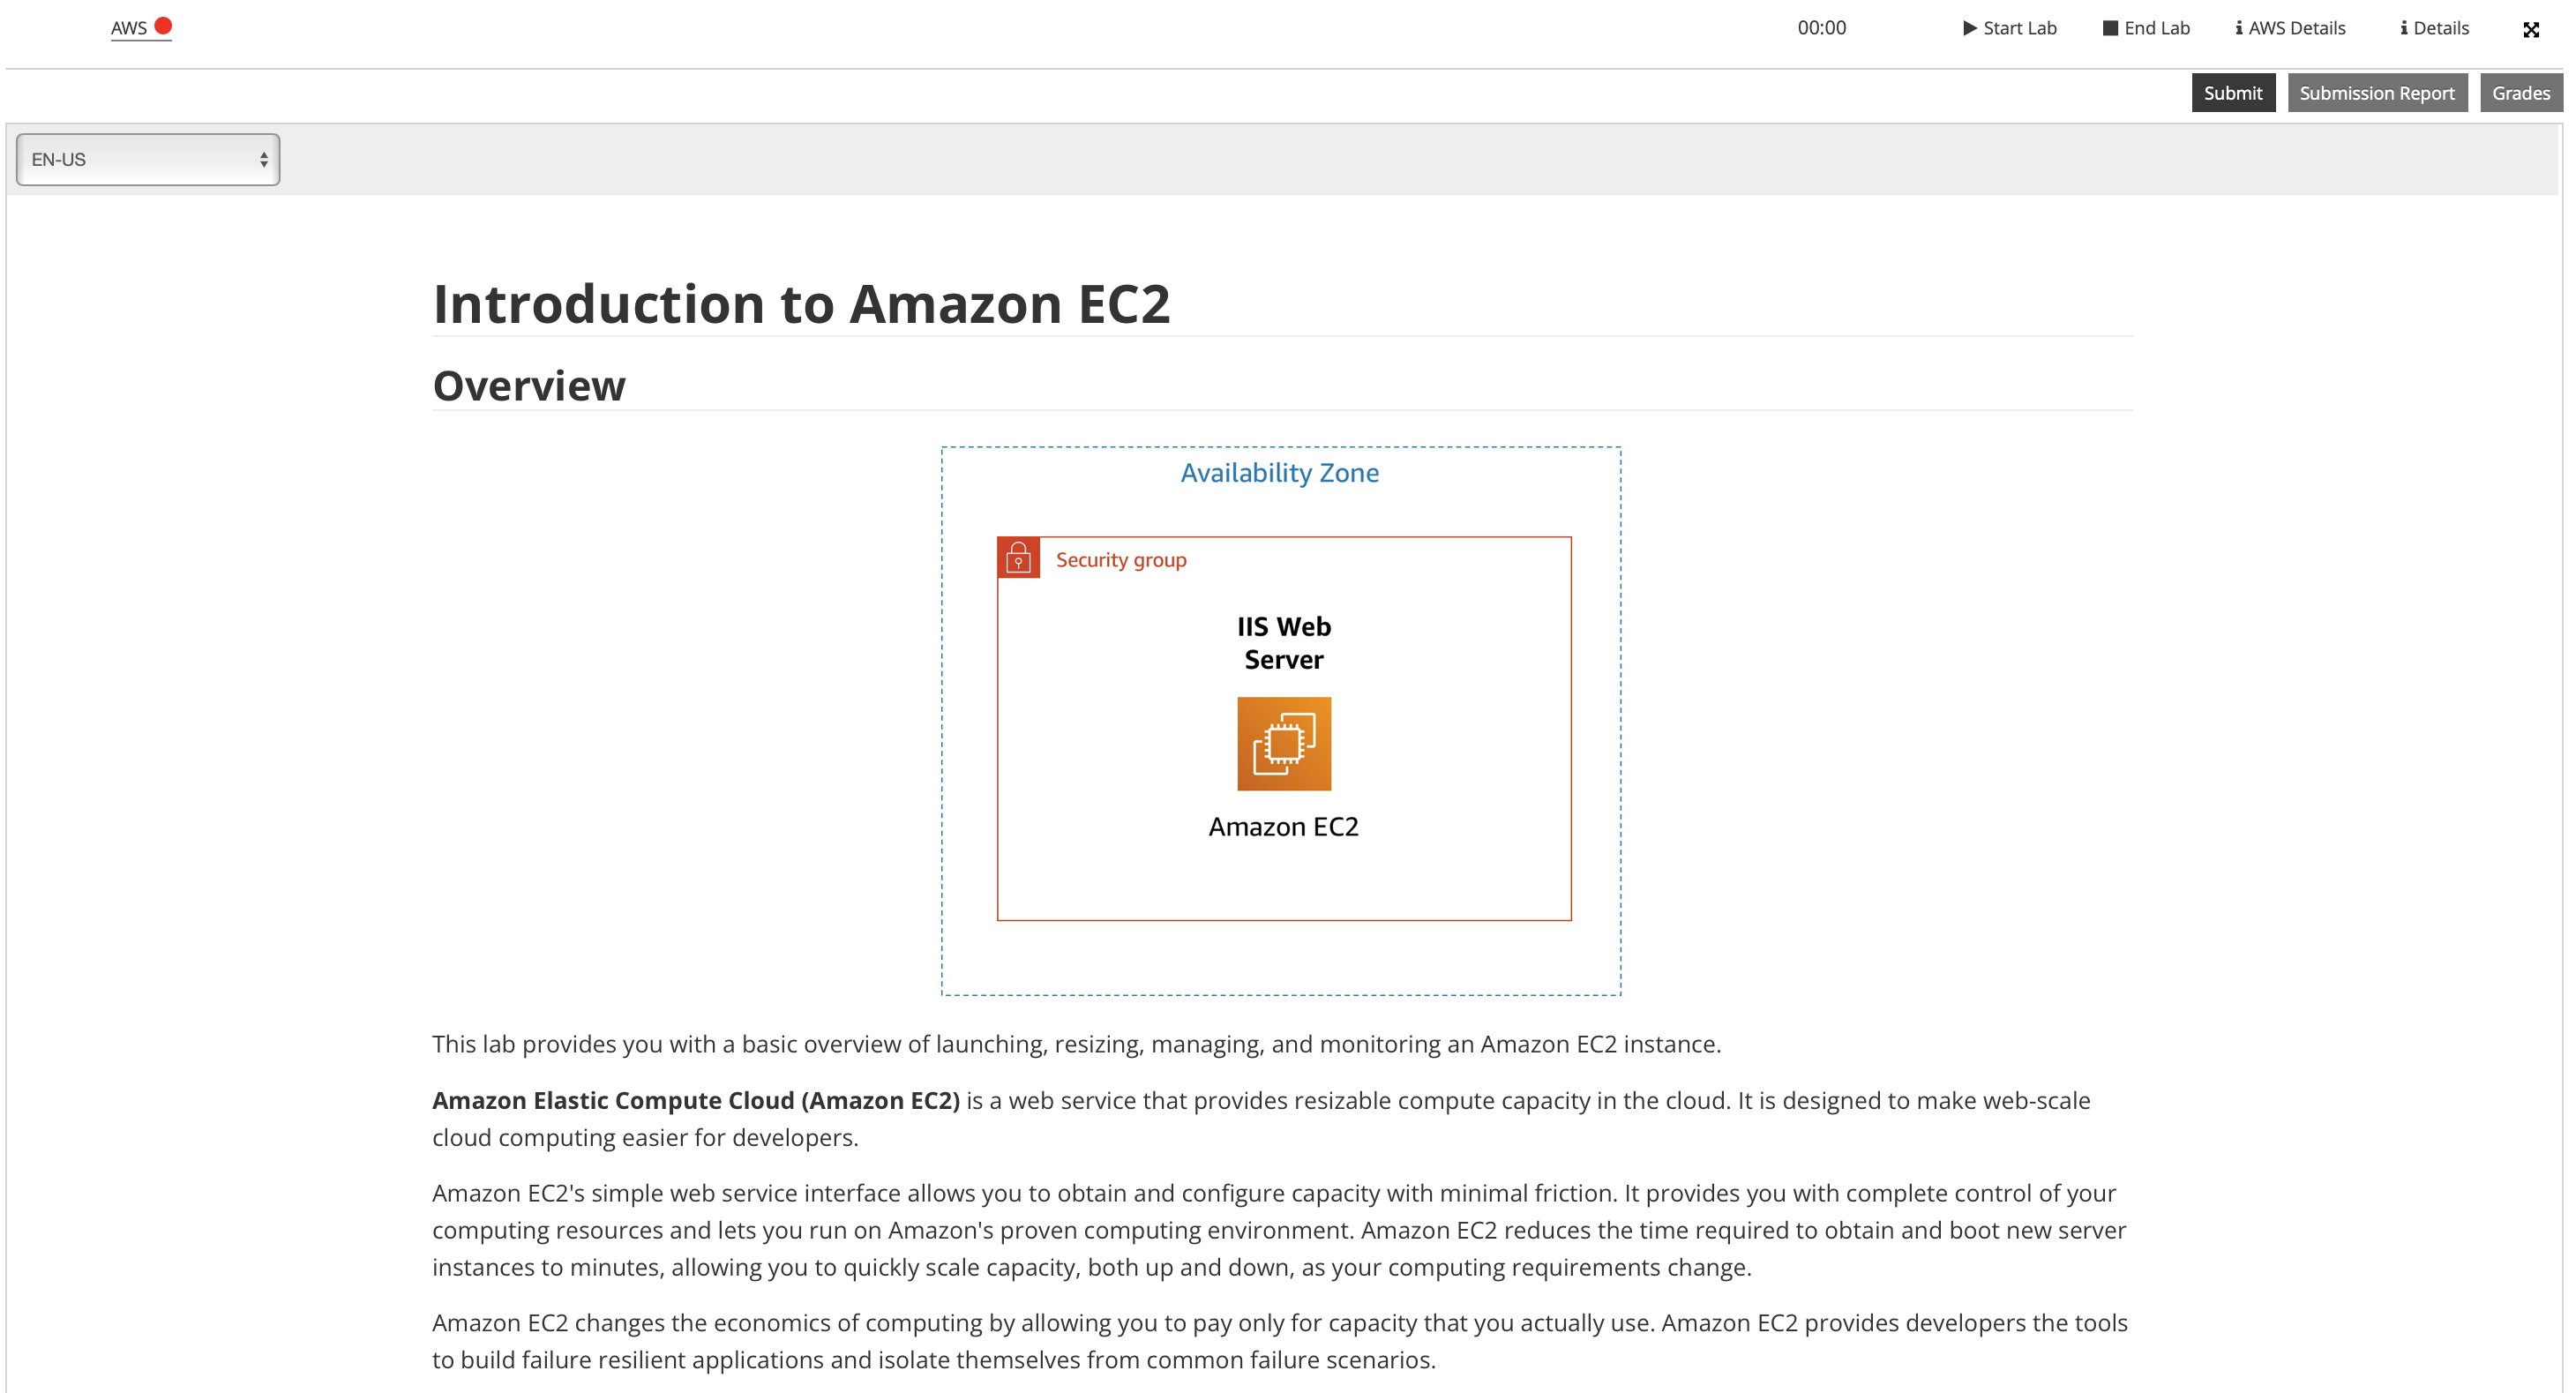 AWS
00:00
Start Lab
End Lab
AWS Details
Details
Submit
Submission Report
Grades
EN-US
Introduction to Amazon EC2
Overview
Availability Zone
Security group
IIS Web
Server
Amazon EC2
This lab provides you with a basic overview of launching, resizing, managing, and monitoring an Amazon EC2 instance.
Amazon Elastic Compute Cloud (Amazon EC2) is a web service that provides resizable compute capacity in the cloud. It is designed to make web-scale
cloud computing easier for developers.
Amazon EC2's simple web service interface allows you to obtain and configure capacity with minimal friction. It provides you with complete control of your
computing resources and lets you run on Amazon's proven computing environment. Amazon EC2 reduces the time required to obtain and boot new server
instances to minutes, allowing you to quickly scale capacity, both up and down, as your computing requirements change.
Amazon EC2 changes the economics of computing by allowing you to pay only for capacity that you actually use. Amazon EC2 provides developers the tools
to build failure resilient applications and isolate themselves from common failure scenarios.